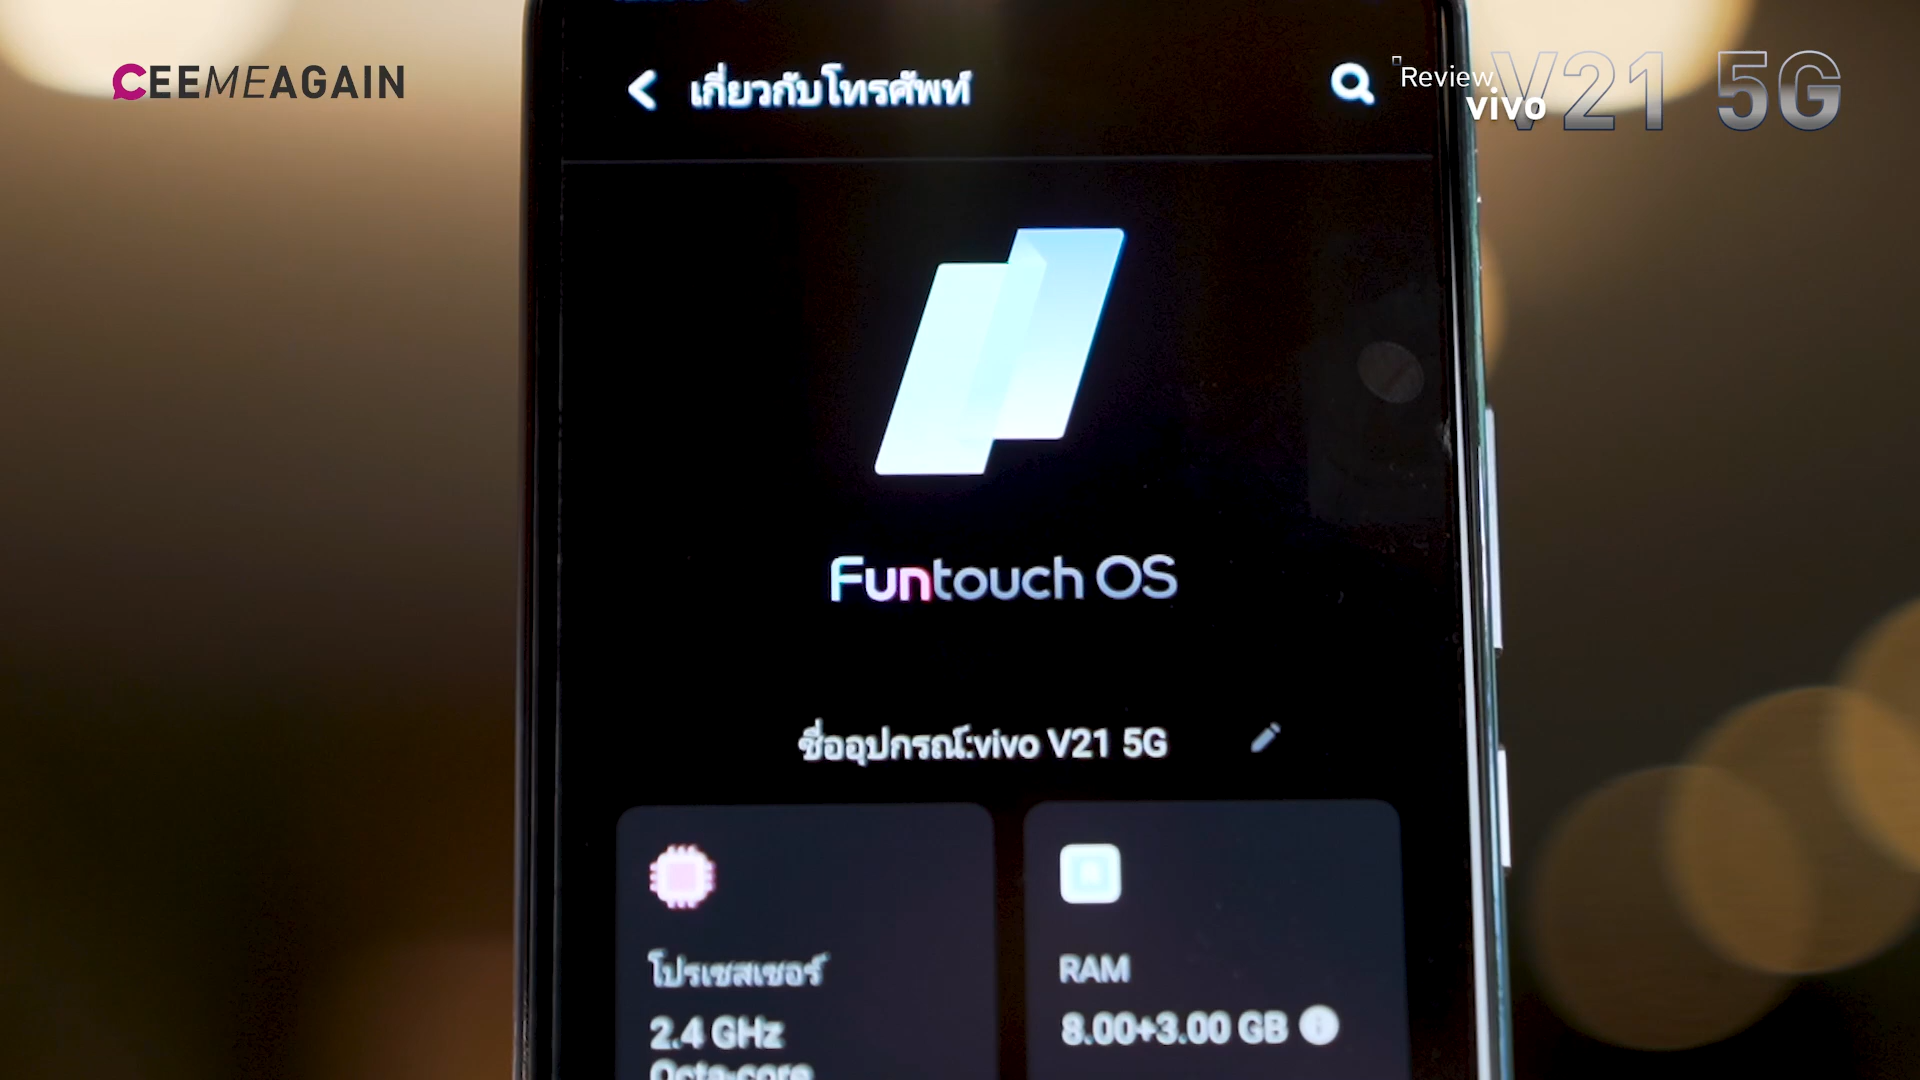 CEEMEAGAIN
Review
vivo
V21 5G
เกี่ยวกับโทรศัพท์
Funtouch OS
ชื่ออุปกรณ์:vivo V21 5G
โปรเซสเซอร์
2.4 GHz
Octa-core
RAM
8.00+3.00 GB